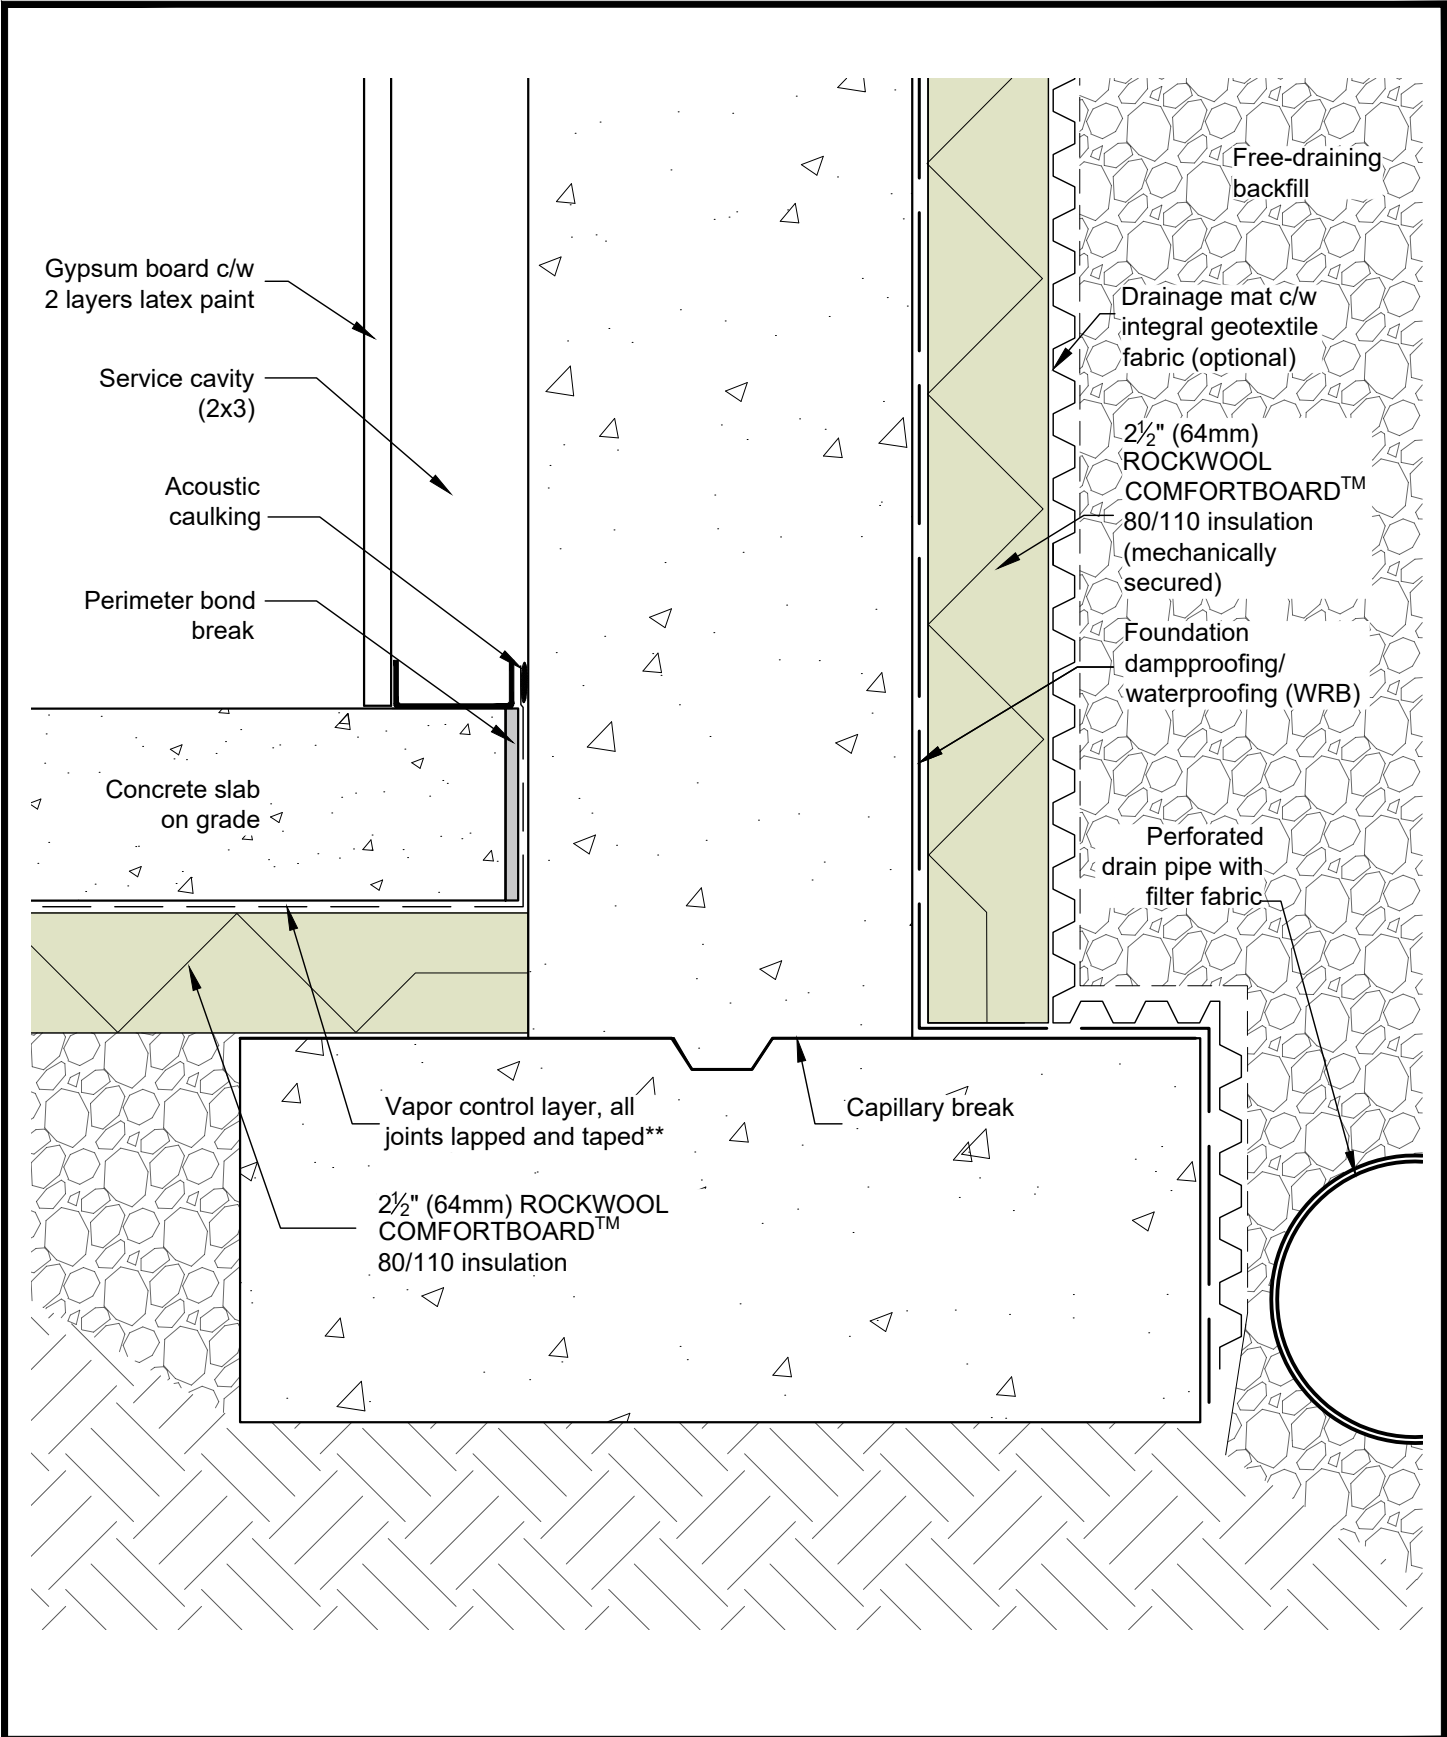 Free-draining
backfill
Gypsum board c/w
2 layers latex paint
Drainage mat c/w
integral geotextile
fabric (optional)
Service cavity
(2x3)
2½" (64mm)
ROCKWOOL
COMFORTBOARD™
80/110 insulation
(mechanically
secured)
Acoustic
caulking
Perimeter bond
break
Foundation
dampproofing/
waterproofing (WRB)
Concrete slab
on grade
Perforated
drain pipe with
filter fabric
Vapor control layer, all
joints lapped and taped**
Capillary break
2½" (64mm) ROCKWOOL
COMFORTBOARD™
80/110 insulation